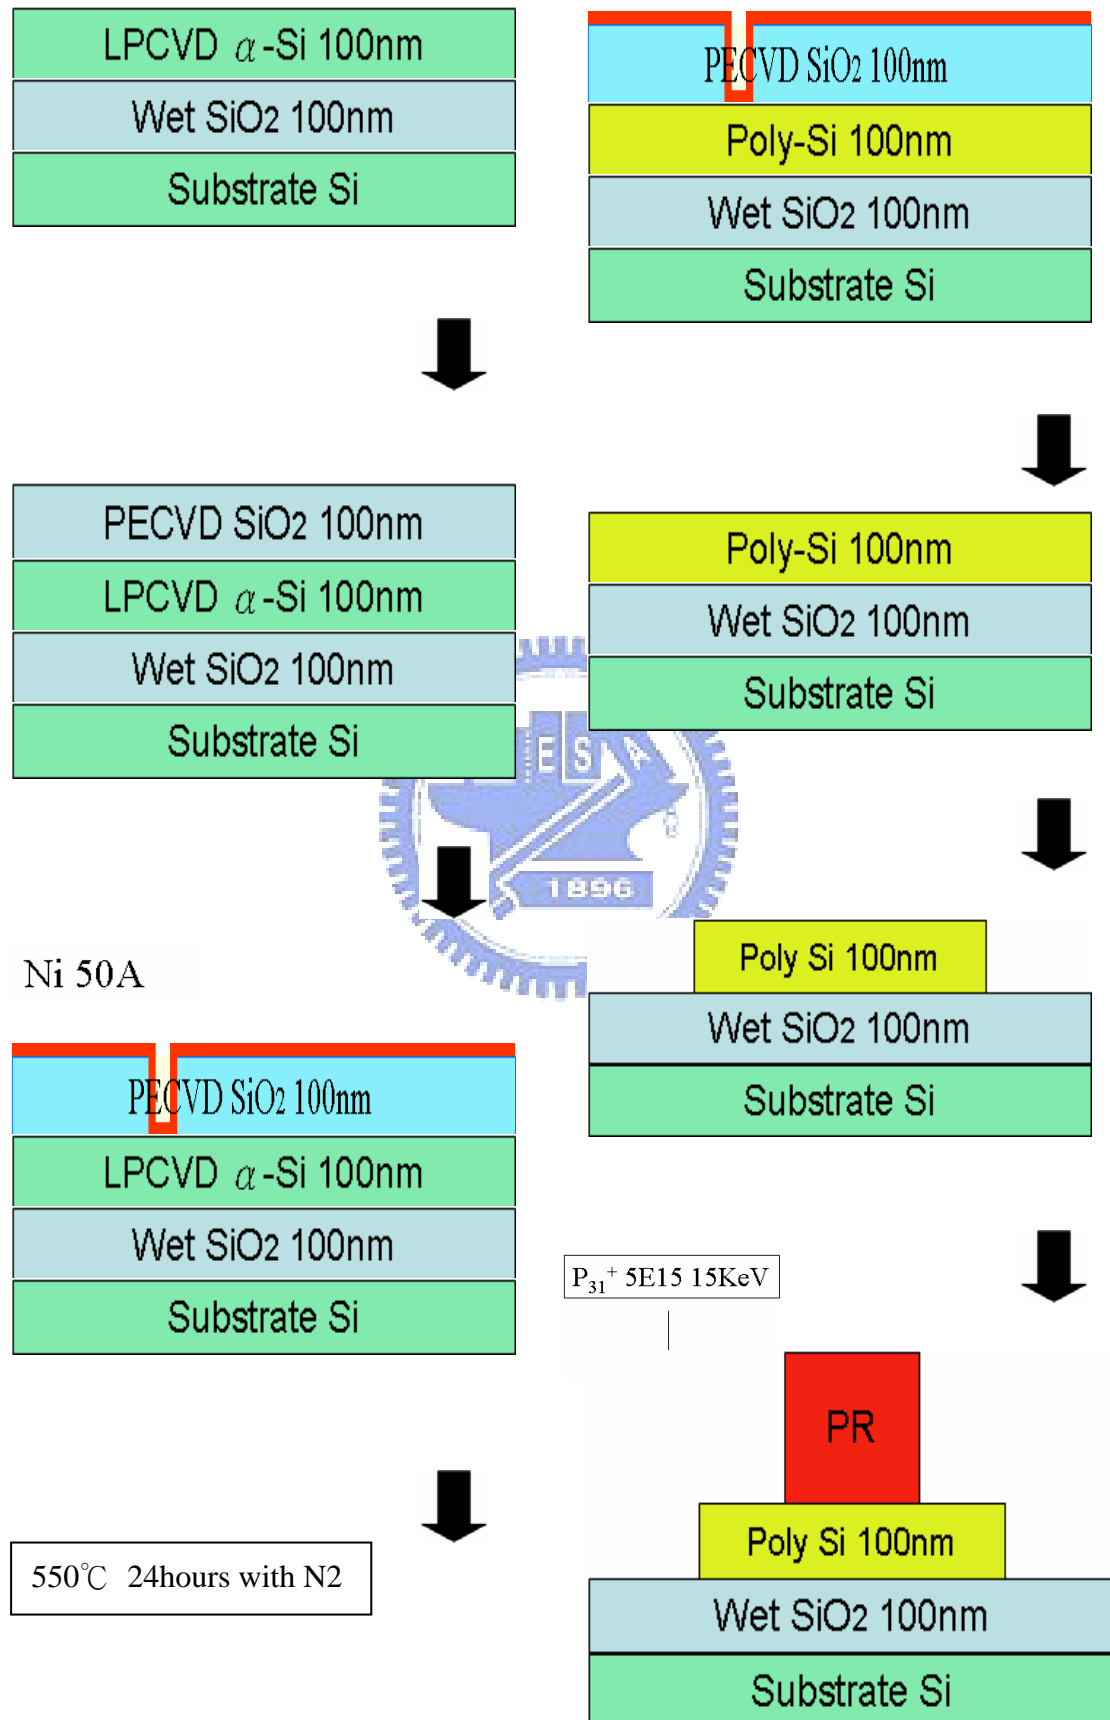 LPCVD α-Si 100nm
Wet SiO2 100nm
Substrate Si
PECVD SiO2 100nm
LPCVD α-Si 100nm
Wet SiO2 100nm
Substrate Si
Ni 50A
PECVD SiO2 100nm
LPCVD α-Si 100nm
Wet SiO2 100nm
Substrate Si
550℃ 24hours with N2
PECVD SiO2 100nm
Poly-Si 100nm
Wet SiO2 100nm
Substrate Si
Poly-Si 100nm
Wet SiO2 100nm
Substrate Si
Poly Si 100nm
Wet SiO2 100nm
Substrate Si
P31+ 5E15 15KeV
PR
Poly Si 100nm
Wet SiO2 100nm
Substrate Si
E S A
1896